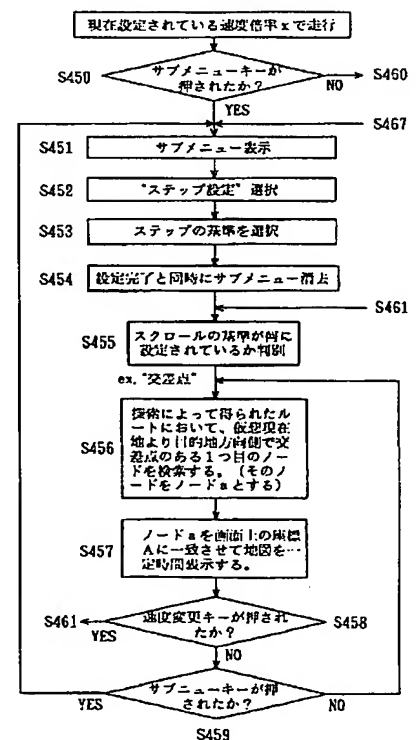 現在設定されている速度倍率xで走行
S450
サブメニューキーが
押されたか?
NO
S460
YES
S467
S451
サブメニュー表示
S452
"ステップ設定"選択
S453
ステップの基準を選択
S454
設定完了と同時にサブメニュー消去
S461
S455
スクロールの基準が何に
設定されているか判別
ex,"交差点"
S456
探索によって得られたル
ートにおいて、仮想現在
地より目的地方向側で交
差点のある1つ目のノー
ドを検索する。(そのノ
ードをノードaとする)
S457
ノードaを画面上の座標
Aに一致させて地図を一
定時間表示する。
S461
YES
速度変更キーが押され
たか?
S458
NO
YES
サブニューキーが押
されたか?
NO
S459